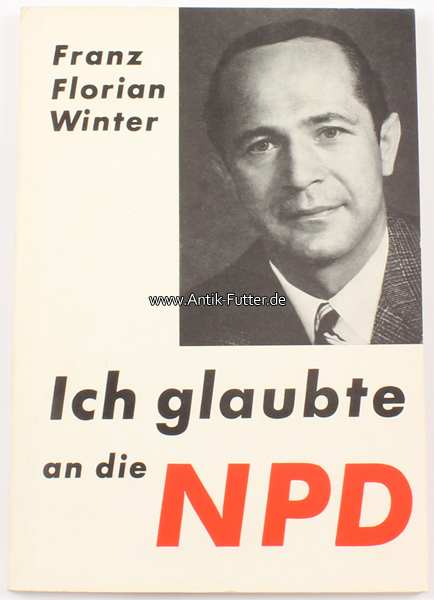 Franz
Florian
Winter
www.Antik-Futter.de
Ich glaubte
an die NPD